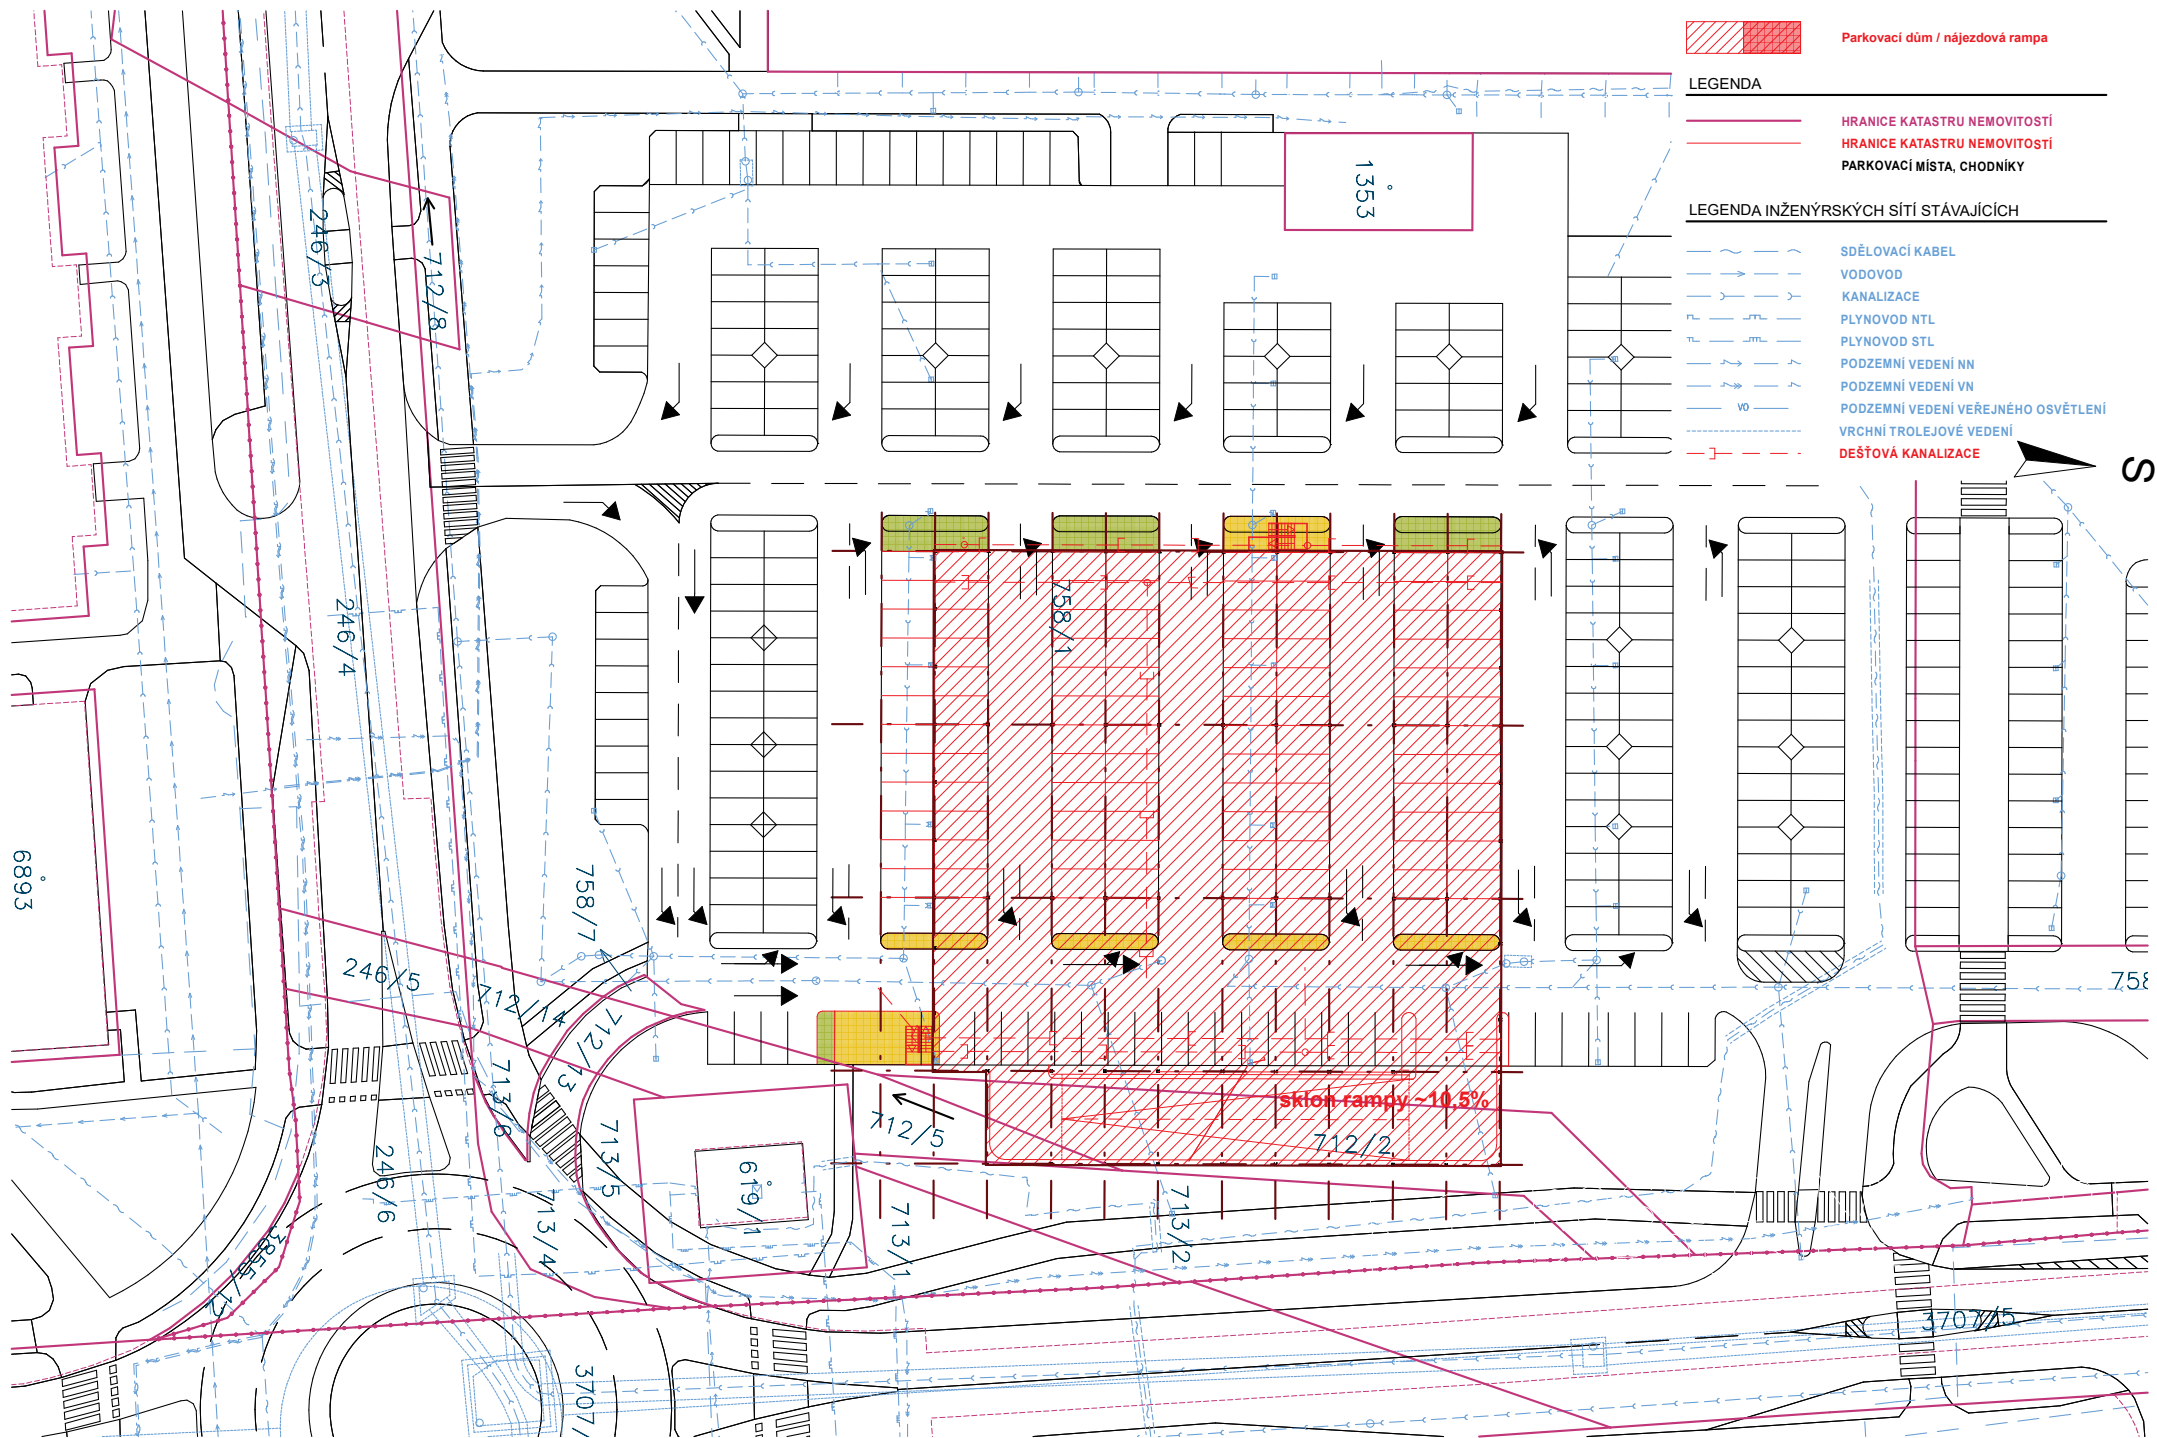 Parkovací dům / nájezdová rampa
LEGENDA
HRANICE KATASTRU NEMOVITOSTÍ
HRANICE KATASTRU NEMOVITOSTÍ
PARKOVACÍ MÍSTA, CHODNÍKY
LEGENDA INŽENÝRSKÝCH SÍTÍ STÁVAJÍCÍCH
SDĚLOVACÍ KABEL
VODOVOD
KANALIZACE
PLYNOVOD NTL
PLYNOVOD STL
PODZEMNÍ VEDENÍ NN
PODZEMNÍ VEDENÍ VN
VO
PODZEMNÍ VEDENÍ VEŘEJNÉHO OSVĚTLENÍ
VRCHNÍ TROLEJOVÉ VEDENÍ
DEŠŤOVÁ KANALIZACE
S
1353
246/3
712/8
758/1
246/4
6893
758/7
246/5
712/14
712/13
758
713/6
sklon rampy ~10,5%
712/5
712/2
713/5
619/1
246/6
713/4
713/1
713/2
3855/12
3707/5
3707/